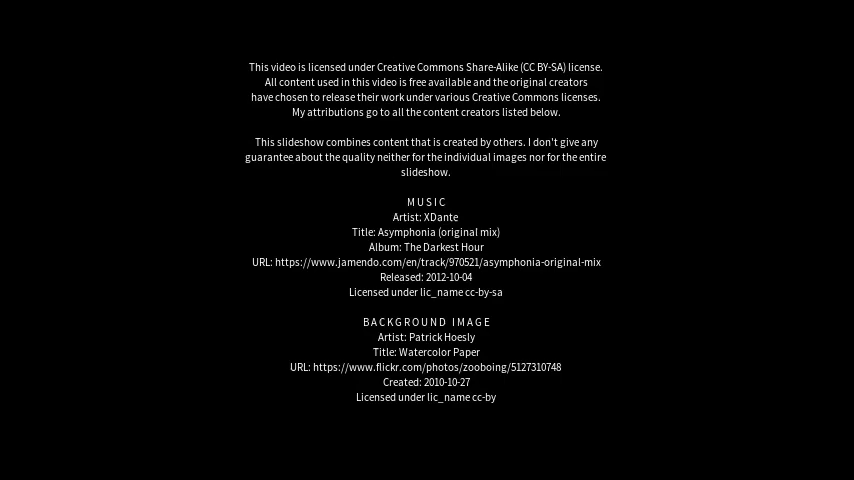 This video is licensed under Creative Commons Share-Alike (CC BY-SA) license.
All content used in this video is free available and the original creators
have chosen to release their work under various Creative Commons licenses.
My attributions go to all the content creators listed below.
This slideshow combines content that is created by others. I don't give any
guarantee about the quality neither for the individual images nor for the entire
slideshow.
MUSIC
Artist: XDante
Title: Asymphonia (original mix)
Album: The Darkest Hour
URL: https://www.jamendo.com/en/track/970521/asymphonia-original-mix
Released: 2012-10-04
Licensed under lic_name cc-by-sa
BACKGROUND IMAGE
Artist: Patrick Hoesly
Title: Watercolor Paper
URL: https://www.flickr.com/photos/zooboing/5127310748
Created: 2010-10-27
Licensed under lic_name cc-by